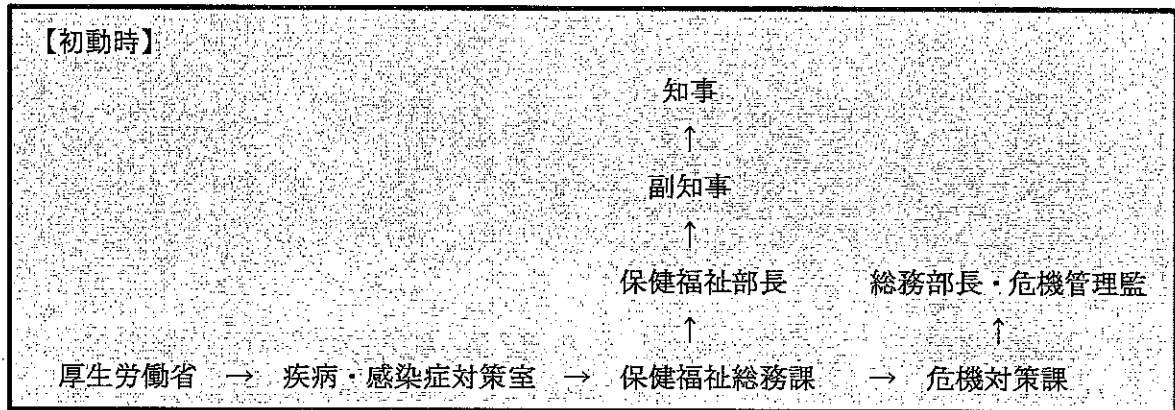 【初動時】
知事
↑
副知事
↑
保健福祉部長　総務部長・危機管理監
↑　↑
厚生労働省　→　疾病・感染症対策室　→　保健福祉総務課　→　危機対策課